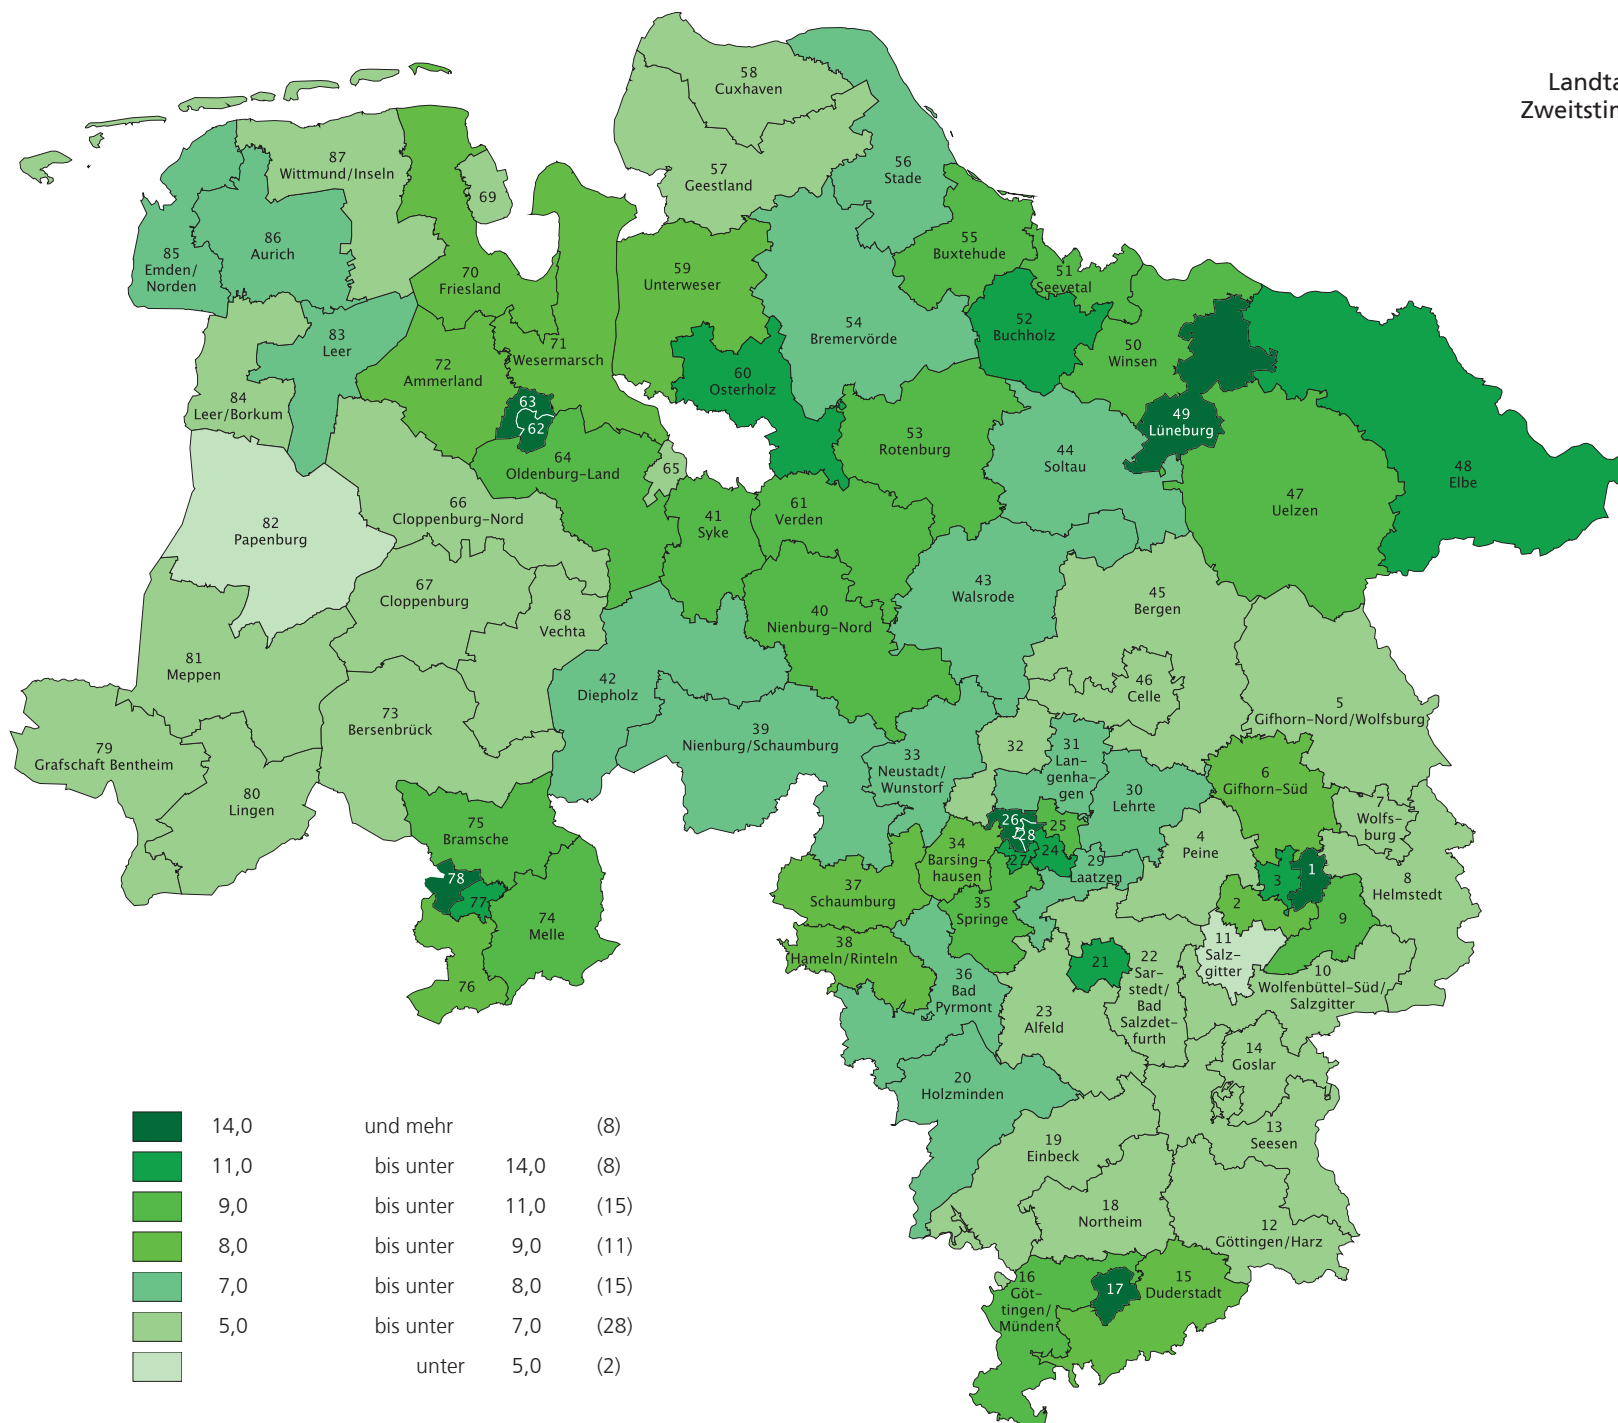 Landta
Zweitstin
58
Cuxhaven
87
Wittmund/Inseln
57
Geestland
56
Stade
69
86
Aurich
85
Emden/
Norden
70
Friesland
59
Unterweser
55
Buxtehude
51
Seevetal
83
Leer
54
Bremervörde
52
Buchholz
50
Winsen
71
Wesermarsch
72
Ammerland
60
Osterholz
84
Leer/Borkum
63
62
49
Lüneburg
53
Rotenburg
44
Soltau
64
Oldenburg-Land
65
48
Elbe
47
Uelzen
66
Cloppenburg-Nord
41
Syke
61
Verden
82
Papenburg
67
Cloppenburg
43
Walsrode
45
Bergen
68
Vechta
40
Nienburg-Nord
81
Meppen
42
Diepholz
46
Celle
5
Gifhorn-Nord/Wolfsburg
73
Bersenbrück
39
Nienburg/Schaumburg
79
Grafschaft Bentheim
33
Neustadt/
Wunstorf
32
31
Lan-
genha-
gen
6
Gifhorn-Süd
80
Lingen
30
Lehrte
7
Wolfs-
burg
75
Bramsche
26
28
25
4
Peine
34
Barsing-
hausen
27
24
29
Laatzen
3
1
8
Helmstedt
78
77
37
Schaumburg
35
Springe
2
9
74
Melle
38
Hameln/Rinteln
11
Salz-
gitter
76
36
Bad
Pyrmont
21
22
Sar-
stedt/
Bad
Salzdet-
furth
10
Wolfenbüttel-Süd/
Salzgitter
23
Alfeld
14
Goslar
20
Holzminden
13
Seesen
19
Einbeck
18
Northeim
12
Göttingen/Harz
16
Göt-
tingen/
Münden
17
15
Duderstadt
14,0 und mehr (8)
11,0 bis unter 14,0 (8)
9,0 bis unter 11,0 (15)
8,0 bis unter 9,0 (11)
7,0 bis unter 8,0 (15)
5,0 bis unter 7,0 (28)
unter 5,0 (2)